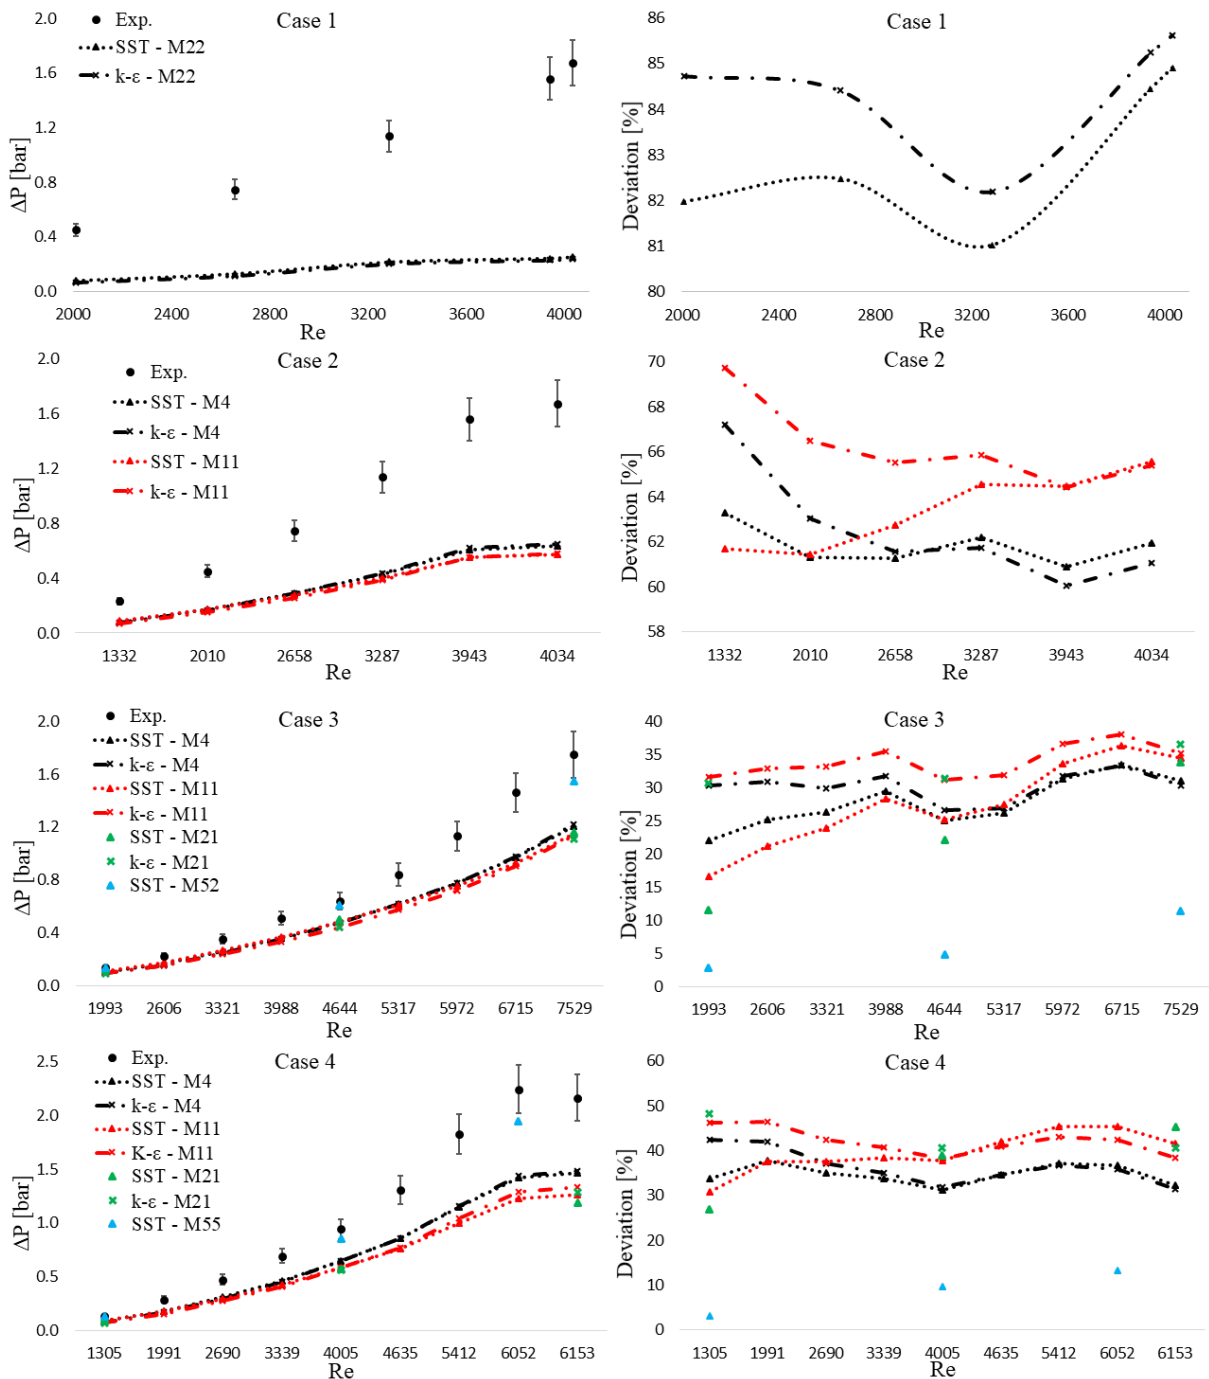 Case 1
Exp.
SST - M22
k-ε - M22
ΔP [bar]
2.0
1.6
1.2
0.8
0.4
0.0
2000 2400 2800 3200 3600 4000
Re
Case 1
Deviation [%]
86
85
84
83
82
81
80
2000 2400 2800 3200 3600 4000
Re
Case 2
Exp.
SST - M4
k-ε - M4
SST - M11
k-ε - M11
ΔP [bar]
2.0
1.6
1.2
0.8
0.4
0.0
1332 2010 2658 3287 3943 4034
Re
Case 2
Deviation [%]
70
68
66
64
62
60
58
1332 2010 2658 3287 3943 4034
Re
Case 3
Exp.
SST - M4
k-ε - M4
SST - M11
k-ε - M11
SST - M21
k-ε - M21
SST - M52
ΔP [bar]
2.0
1.6
1.2
0.8
0.4
0.0
1993 2606 3321 3988 4644 5317 5972 6715 7529
Re
Case 3
Deviation [%]
40
35
30
25
20
15
10
5
0
1993 2606 3321 3988 4644 5317 5972 6715 7529
Re
Case 4
Exp.
SST - M4
k-ε - M4
SST - M11
K-ε - M11
SST - M21
k-ε - M21
SST - M55
ΔP [bar]
2.5
2.0
1.5
1.0
0.5
0.0
1305 1991 2690 3339 4005 4635 5412 6052 6153
Re
Case 4
Deviation [%]
60
50
40
30
20
10
0
1305 1991 2690 3339 4005 4635 5412 6052 6153
Re